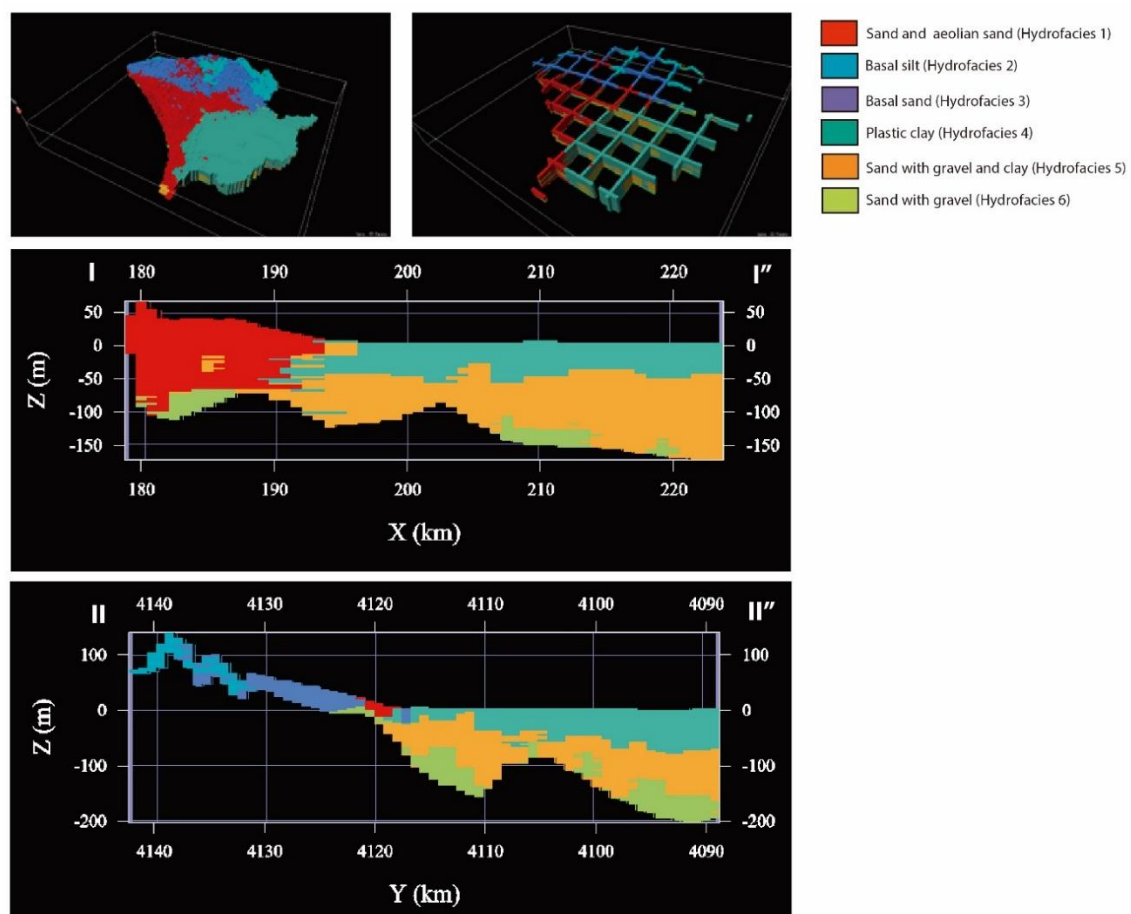 Sand and aeolian sand (Hydrofacies 1)
Basal silt (Hydrofacies 2)
Basal sand (Hydrofacies 3)
Plastic clay (Hydrofacies 4)
Sand with gravel and clay (Hydrofacies 5)
Sand with gravel (Hydrofacies 6)
I 180 190 200 210 220 I″
50 50
0 0
-50 -50
-100 -100
-150 -150
Z (m)
180 190 200 210 220
X (km)
II 4140 4130 4120 4110 4100 4090 II″
100 100
0 0
-100 -100
-200 -200
Z (m)
4140 4130 4120 4110 4100 4090
Y (km)